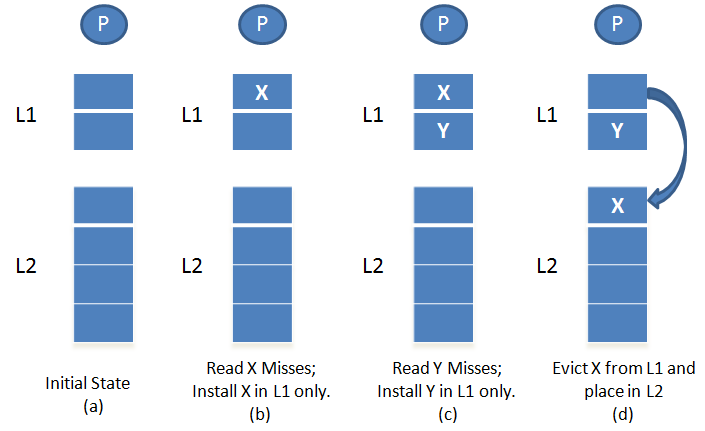 P
P
P
P
L1
L1
X
L1
X
Y
L1
Y
L2
L2
L2
X
L2
Initial State
(a)
Read X Misses;
Install X in L1 only.
(b)
Read Y Misses;
Install Y in L1 only.
(c)
Evict X from L1 and
place in L2
(d)